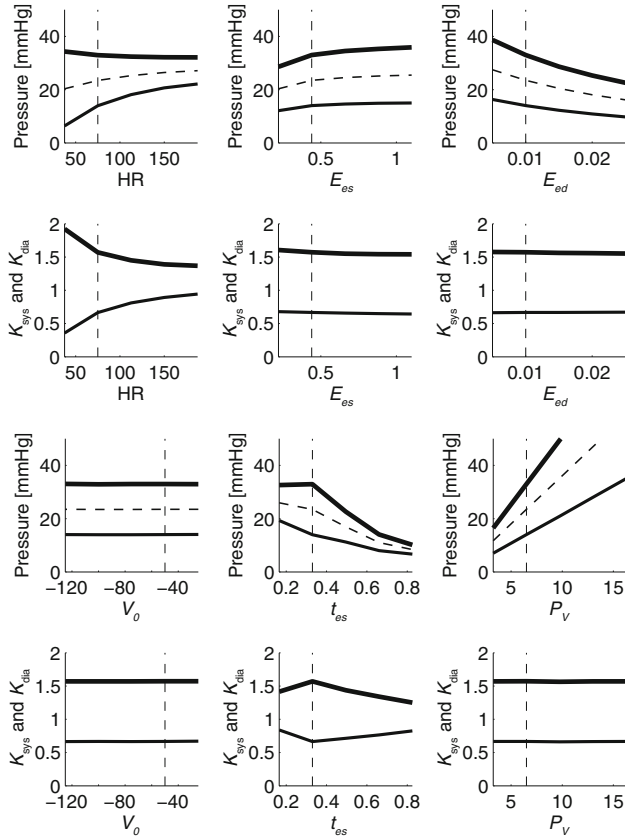 Pressure [mmHg]
40
20
0
50 100 150
HR
Pressure [mmHg]
40
20
0
0.5 1
E_es
Pressure [mmHg]
40
20
0
0.01 0.02
E_ed
K_sys and K_dia
2
1.5
1
0.5
0
50 100 150
HR
K_sys and K_dia
2
1.5
1
0.5
0
0.5 1
E_es
K_sys and K_dia
2
1.5
1
0.5
0
0.01 0.02
E_ed
Pressure [mmHg]
40
20
0
−120 −80 −40
V_0
Pressure [mmHg]
40
20
0
0.2 0.4 0.6 0.8
t_es
Pressure [mmHg]
40
20
0
5 10 15
P_V
K_sys and K_dia
2
1.5
1
0.5
0
−120 −80 −40
V_0
K_sys and K_dia
2
1.5
1
0.5
0
0.2 0.4 0.6 0.8
t_es
K_sys and K_dia
2
1.5
1
0.5
0
5 10 15
P_V